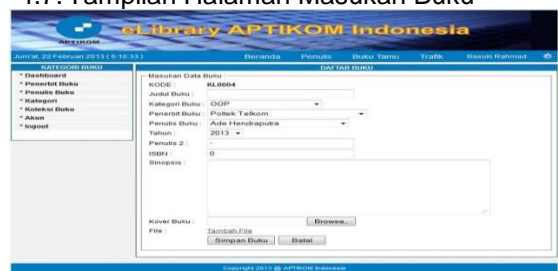 4.7. Tampilan Halaman Masukan Buku
APTIKOM
eLibrary APTIKOM Indonesia
Jum'at, 22 Februari 2013 ( 6:10:33 )
Beranda Penulis Buku Tamu Trafik Basuki Rahmad
KATEGORI BUKU
* Dashboard
* Penerbit Buku
* Penulis Buku
* Kategori
* Koleksi Buku
* Akun
* logout
DAFTAR BUKU
Masukan Data Buku :
KODE : KL0004
Judul Buku :
Kategori Buku : OOP
Penerbit Buku : Poltek Telkom
Penulis Buku : Ade Hendraputra
Tahun : 2013
Penulis 2 : -
ISBN : 0
Sinopsis :
Kover Buku : Browse..
File : Tambah File
Simpan Buku Batal
Copyright 2013 @ APTIKOM Indonesia